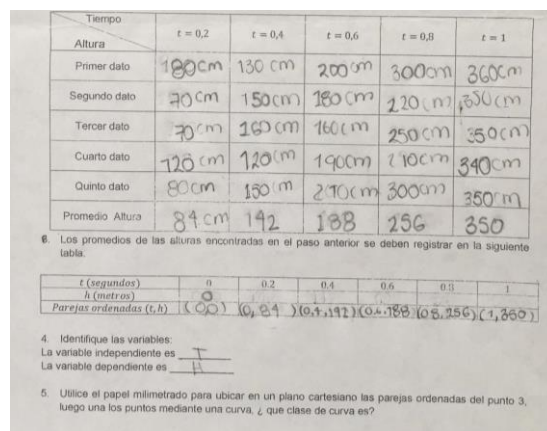 Tiempo
Altura t = 0,2 t = 0,4 t = 0,6 t = 0,8 t = 1
Primer dato 180cm 130 cm 200cm 300cm 360cm
Segundo dato 70cm 150cm 180cm 220cm 350cm
Tercer dato 70cm 160cm 160cm 250cm 350cm
Cuarto dato 120cm 120cm 190cm 210cm 340cm
Quinto dato 80cm 150cm 210cm 300cm 350cm
Promedio Altura 84cm 142 188 256 350
Los promedios de las alturas encontradas en el paso anterior se deben registrar en la siguiente
tabla.
t (segundos) 0 0.2 0.4 0.6 0.8 1
h (metros) 0
Parejas ordenadas (t, h) (0,0) (0, 84 ) (0,4,142) (0.6.188) (08.256) (1,350)
4. Identifique las variables:
La variable independiente es T
La variable dependiente es H
5. Utilice el papel milimetrado para ubicar en un plano cartesiano las parejas ordenadas del punto 3,
luego una los puntos mediante una curva. ¿ que clase de curva es?